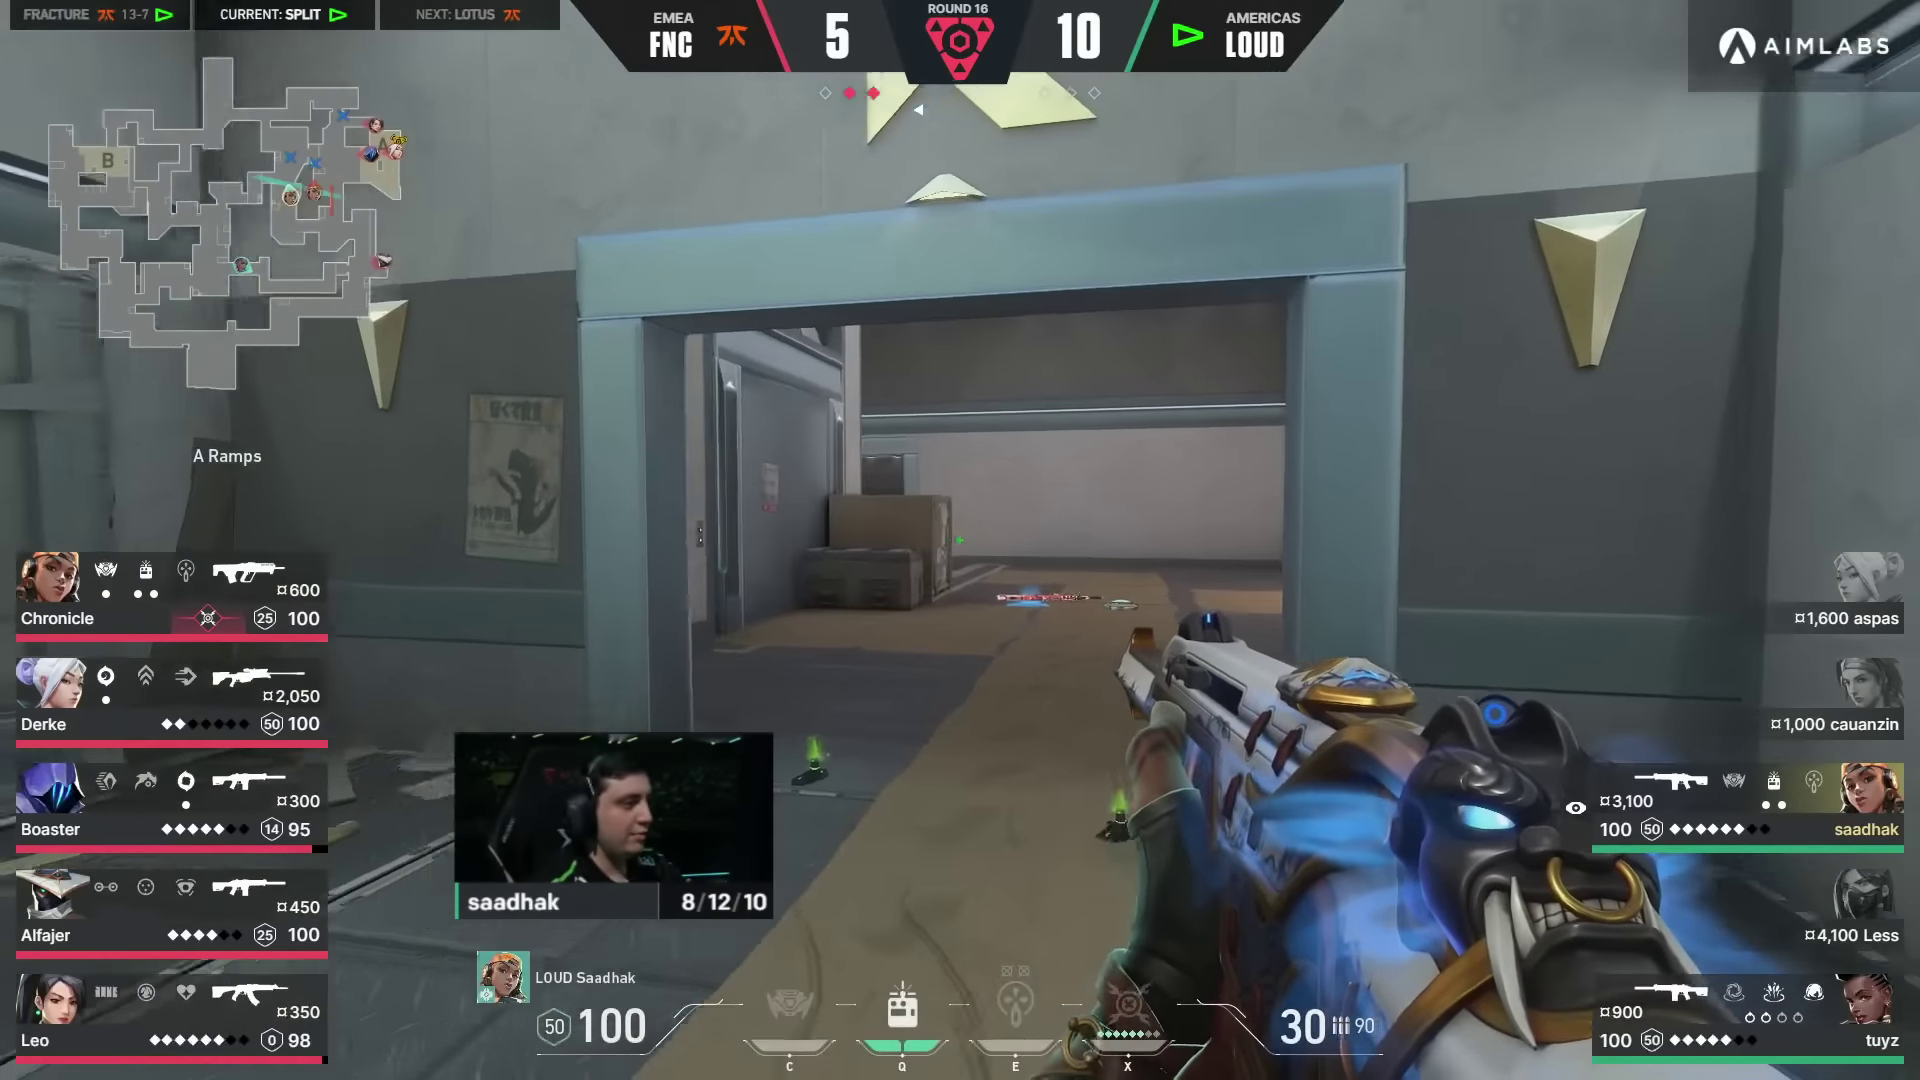 FRACTURE 13-7
CURRENT: SPLIT
NEXT: LOTUS
EMEA
FNC
5
ROUND 16
10
AMERICAS
LOUD
AIMLABS
B
A
A Ramps
600
Chronicle 25 100
2,050
Derke 50 100
300
Boaster 14 95
450
Alfajer 25 100
350
Leo 0 98
1,600 aspas
1,000 cauanzin
3,100
100 50 saadhak
4,100 Less
900
100 50 tuyz
saadhak 8/12/10
LOUD Saadhak
50 100
30 90
C Q E X